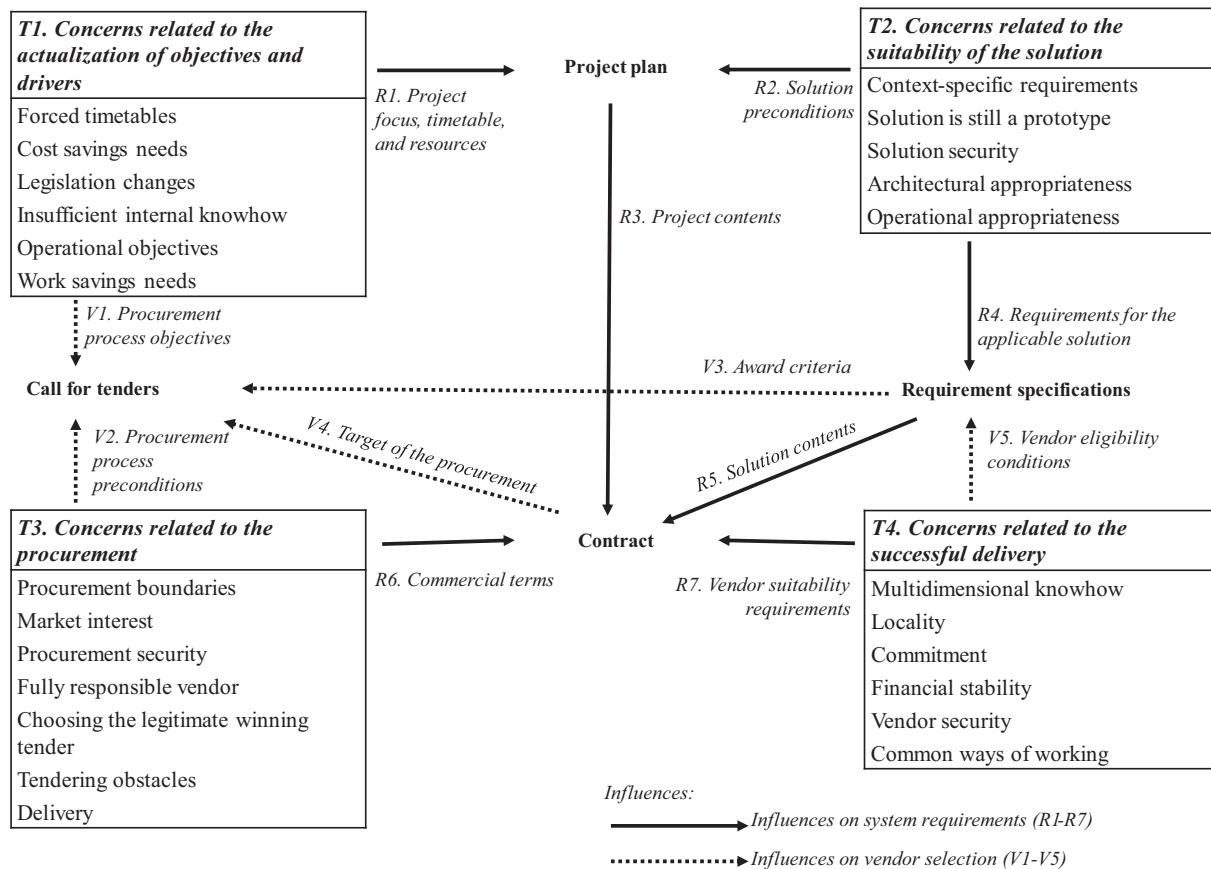 T1. Concerns related to the
actualization of objectives and
drivers
Forced timetables
Cost savings needs
Legislation changes
Insufficient internal knowhow
Operational objectives
Work savings needs
R1. Project
focus, timetable,
and resources
Project plan
R2. Solution
preconditions
T2. Concerns related to the
suitability of the solution
Context-specific requirements
Solution is still a prototype
Solution security
Architectural appropriateness
Operational appropriateness
R3. Project contents
V1. Procurement
process objectives
R4. Requirements for the
applicable solution
Call for tenders
V3. Award criteria
Requirement specifications
V2. Procurement
process
preconditions
V4. Target of the procurement
R5. Solution contents
V5. Vendor eligibility
conditions
T3. Concerns related to the
procurement
Procurement boundaries
Market interest
Procurement security
Fully responsible vendor
Choosing the legitimate winning
tender
Tendering obstacles
Delivery
R6. Commercial terms
Contract
R7. Vendor suitability
requirements
T4. Concerns related to the
successful delivery
Multidimensional knowhow
Locality
Commitment
Financial stability
Vendor security
Common ways of working
Influences:
Influences on system requirements (R1-R7)
Influences on vendor selection (V1-V5)